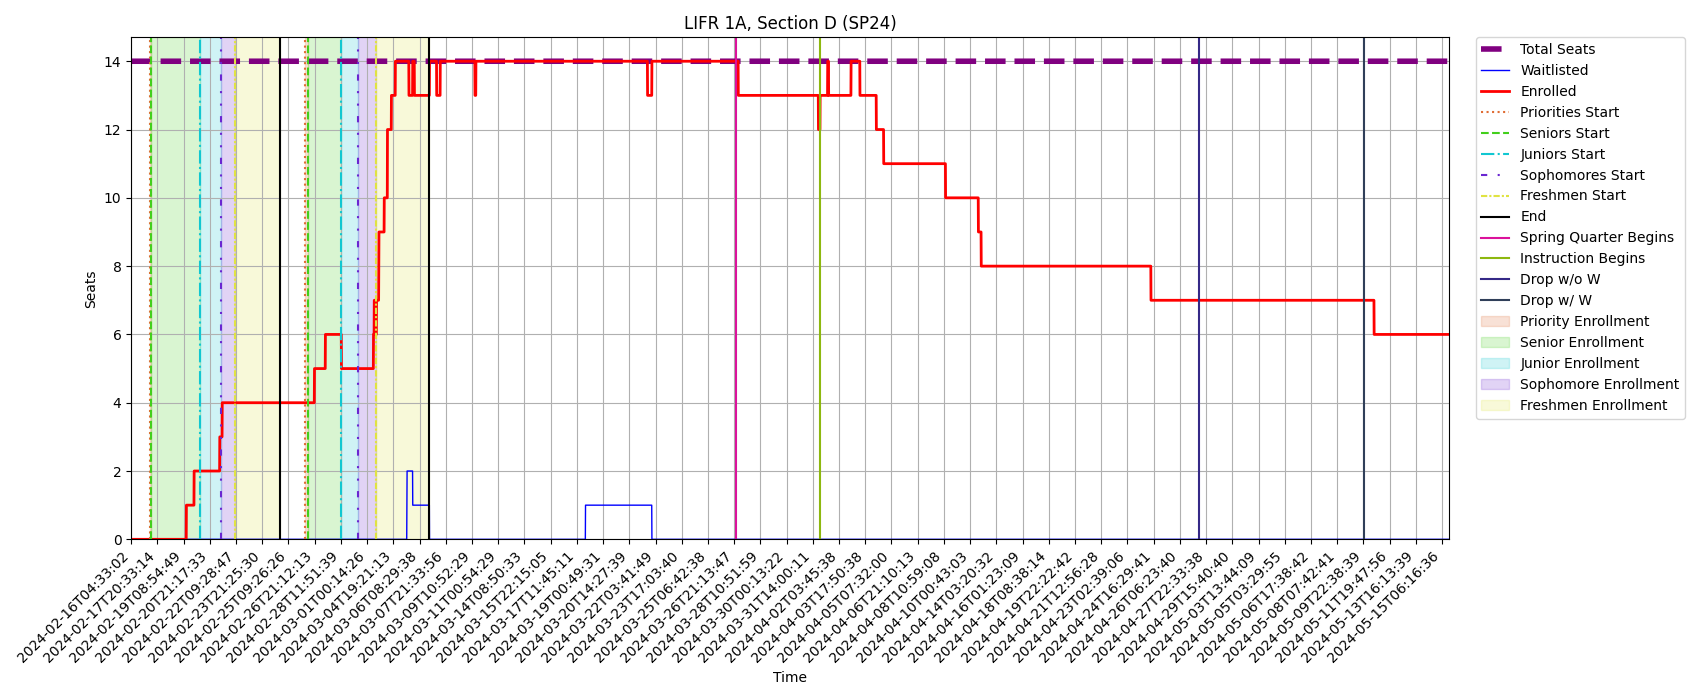 LIFR 1A, Section D (SP24)
Seats
14
12
10
8
6
4
2
0
2024-02-16T04:33:02
2024-02-17T20:33:14
2024-02-19T08:54:49
2024-02-20T21:17:33
2024-02-22T09:28:47
2024-02-23T21:25:30
2024-02-25T09:26:26
2024-02-26T21:12:13
2024-02-28T11:51:39
2024-03-01T00:14:26
2024-03-04T19:21:13
2024-03-06T08:29:38
2024-03-07T21:33:56
2024-03-09T10:52:29
2024-03-11T00:54:29
2024-03-14T08:50:33
2024-03-15T22:15:05
2024-03-17T11:45:11
2024-03-19T00:49:31
2024-03-20T14:27:39
2024-03-22T03:41:49
2024-03-23T17:03:40
2024-03-25T06:42:38
2024-03-26T21:13:47
2024-03-28T10:51:59
2024-03-30T00:13:22
2024-03-31T14:00:11
2024-04-02T03:45:38
2024-04-03T17:50:38
2024-04-05T07:32:00
2024-04-06T21:10:13
2024-04-08T10:59:08
2024-04-10T00:43:03
2024-04-14T03:20:32
2024-04-16T01:23:09
2024-04-18T08:38:14
2024-04-19T22:22:42
2024-04-21T12:56:28
2024-04-23T02:39:06
2024-04-24T16:29:41
2024-04-26T06:23:40
2024-04-27T22:33:38
2024-04-29T15:40:40
2024-05-03T13:44:09
2024-05-05T03:29:55
2024-05-06T17:38:42
2024-05-08T07:42:41
2024-05-09T22:38:39
2024-05-11T19:47:56
2024-05-13T16:13:39
2024-05-15T06:16:36
Time
Total Seats
Waitlisted
Enrolled
Priorities Start
Seniors Start
Juniors Start
Sophomores Start
Freshmen Start
End
Spring Quarter Begins
Instruction Begins
Drop w/o W
Drop w/ W
Priority Enrollment
Senior Enrollment
Junior Enrollment
Sophomore Enrollment
Freshmen Enrollment